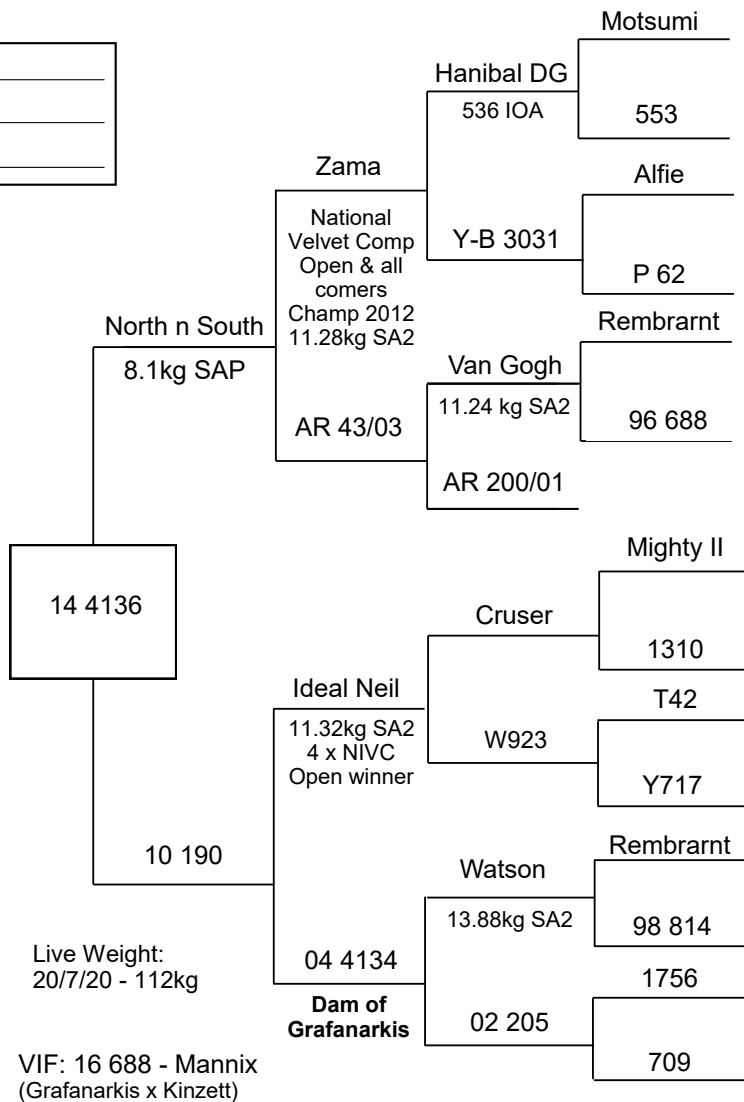 Motsumi
Hanibal DG
536 IOA
553
Zama
Alfie
National
Velvet Comp
Open & all
comers
Champ 2012
11.28kg SA2
Y-B 3031
P 62
North n South
8.1kg SAP
Rembrarnt
Van Gogh
11.24 kg SA2
96 688
AR 43/03
AR 200/01
14 4136
Mighty II
Cruser
1310
Ideal Neil
11.32kg SA2
4 x NIVC
Open winner
T42
W923
Y717
10 190
Rembrarnt
Watson
13.88kg SA2
98 814
04 4134
Dam of
Grafanarkis
1756
02 205
709
Live Weight:
20/7/20 - 112kg
VIF: 16 688 - Mannix
(Grafanarkis x Kinzett)